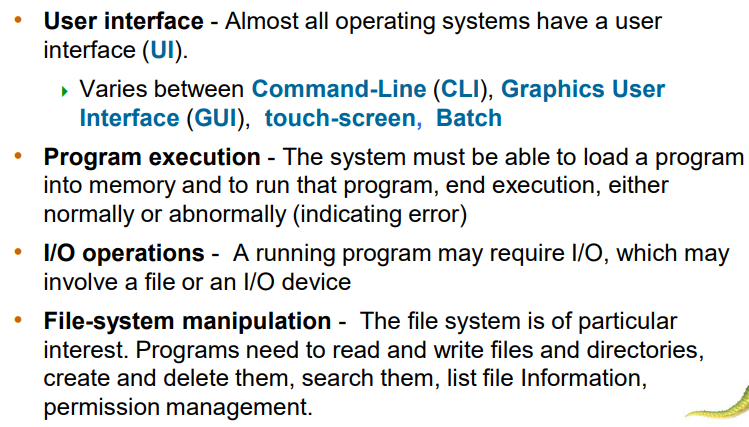 • User interface - Almost all operating systems have a user
interface (UI).
Varies between Command-Line (CLI), Graphics User
Interface (GUI), touch-screen, Batch
• Program execution - The system must be able to load a program
into memory and to run that program, end execution, either
normally or abnormally (indicating error)
• I/O operations - A running program may require I/O, which may
involve a file or an I/O device
• File-system manipulation - The file system is of particular
interest. Programs need to read and write files and directories,
create and delete them, search them, list file Information,
permission management.